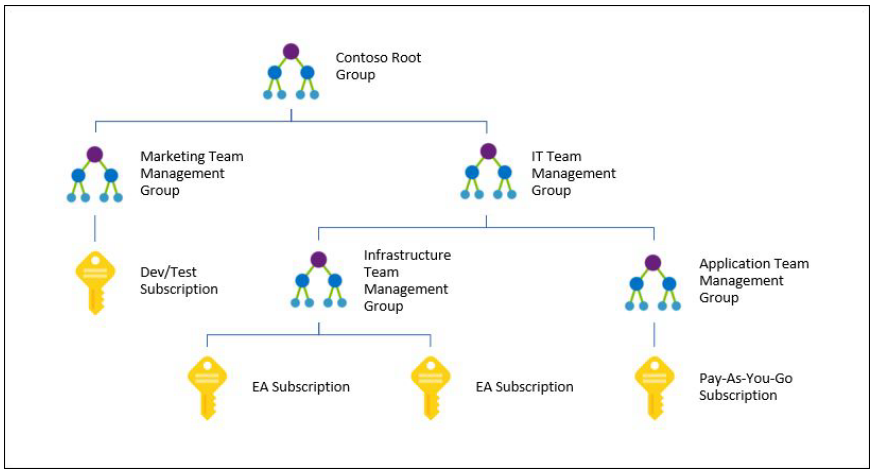 Contoso Root
Group
Marketing Team
Management
Group
IT Team
Management
Group
Dev/Test
Subscription
Infrastructure
Team
Management
Group
Application Team
Management
Group
EA Subscription
EA Subscription
Pay-As-You-Go
Subscription